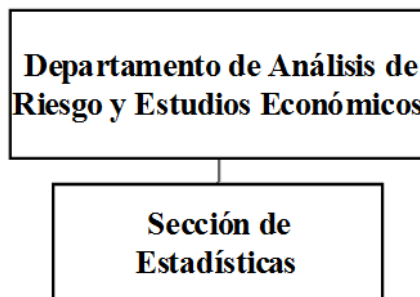 Departamento de Análisis de
Riesgo y Estudios Económicos
Sección de
Estadísticas